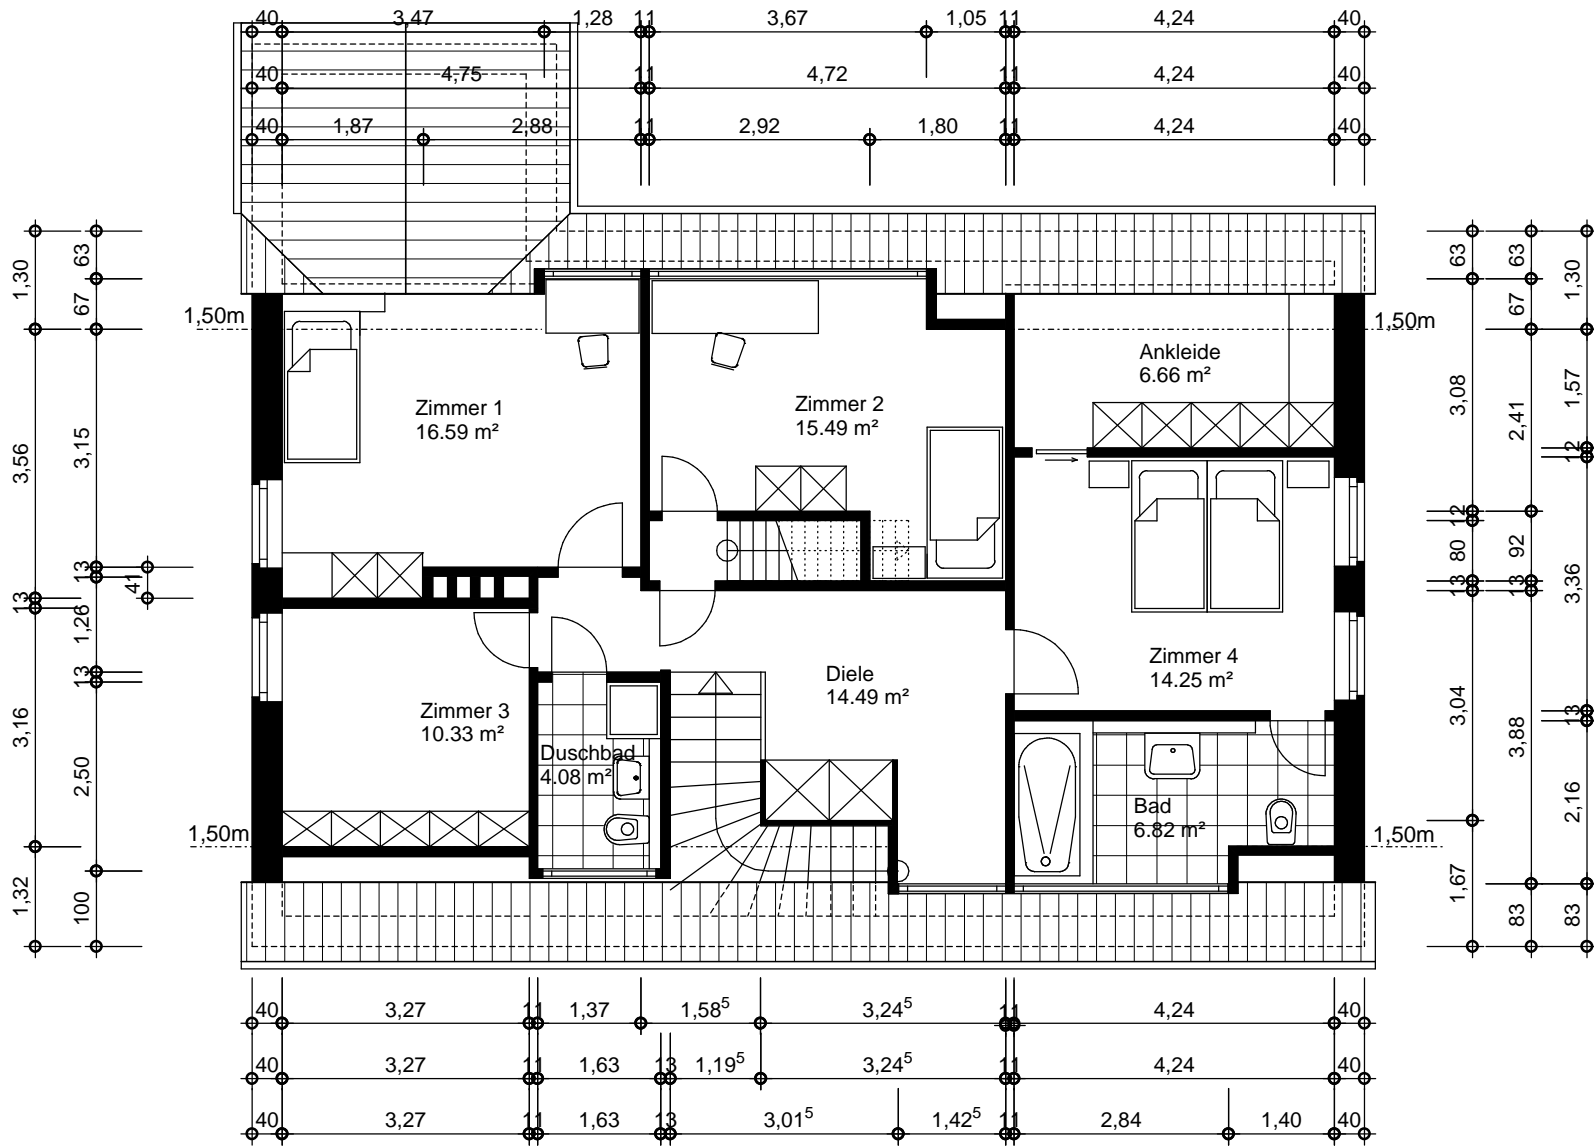 40 3,47 1,28 11 3,67 1,05 11 4,24 40
40 4,75 11 4,72 11 4,24 40
40 1,87 2,88 11 2,92 1,80 11 4,24 40
1,30
3,56
13
3,16
1,32
63
67
3,15
13
1,26
13
2,50
100
41
1,50m
1,50m
Zimmer 1
16.59 m²
Zimmer 2
15.49 m²
Ankleide
6.66 m²
Zimmer 3
10.33 m²
Duschbad
4.08 m²
Diele
14.49 m²
Zimmer 4
14.25 m²
Bad
6.82 m²
1,50m
1,50m
63
3,08
12
80
13
3,04
1,67
63
67
2,41
92
13
3,88
83
1,30
1,57
12
3,36
13
2,16
83
40 3,27 11 1,37 1,58⁵ 3,24⁵ 11 4,24 40
40 3,27 11 1,63 13 1,19⁵ 3,24⁵ 11 4,24 40
40 3,27 11 1,63 13 3,01⁵ 1,42⁵ 11 2,84 1,40 40